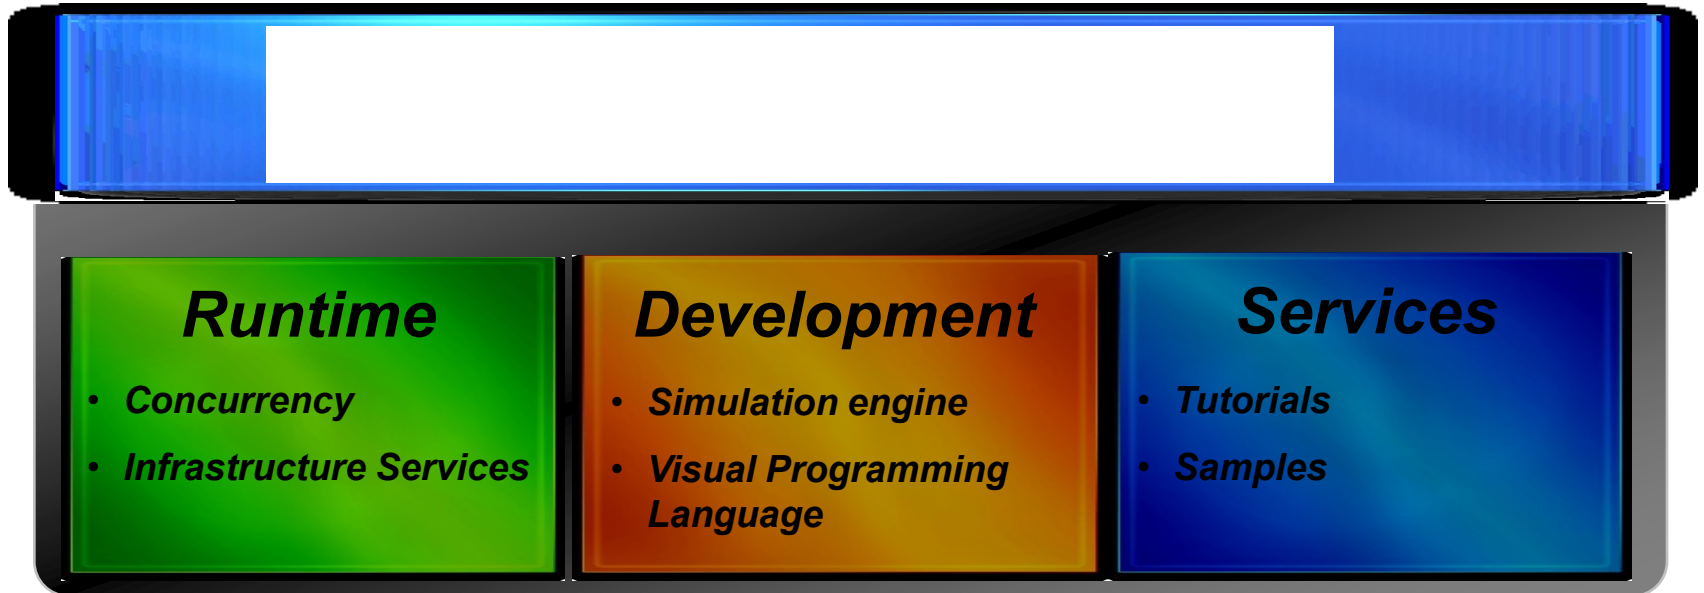 Runtime
• Concurrency
• Infrastructure Services
Development
• Simulation engine
• Visual Programming
Language
Services
• Tutorials
• Samples